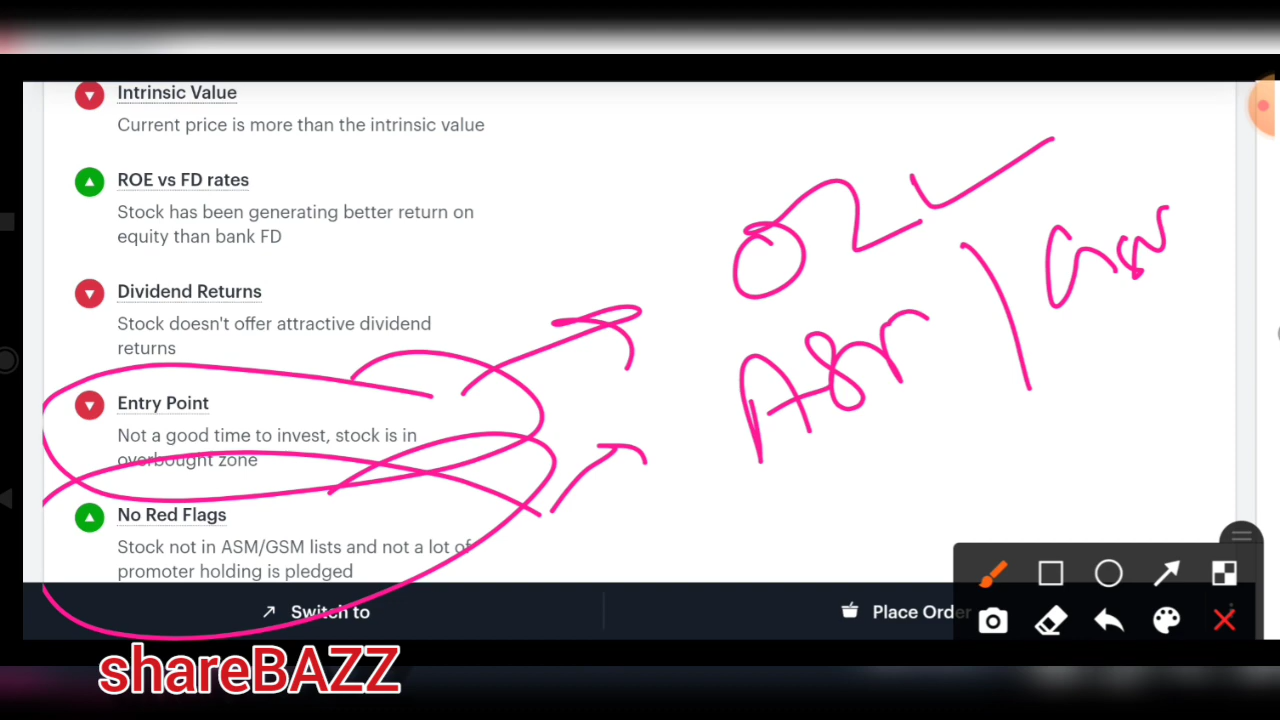 Intrinsic Value
Current price is more than the intrinsic value
ROE vs FD rates
Stock has been generating better return on
equity than bank FD
Dividend Returns
Stock doesn't offer attractive dividend
returns
Entry Point
Not a good time to invest, stock is in
overbought zone
No Red Flags
Stock not in ASM/GSM lists and not a lot of
promoter holding is pledged
Switch to
Place Order
shareBAZZ